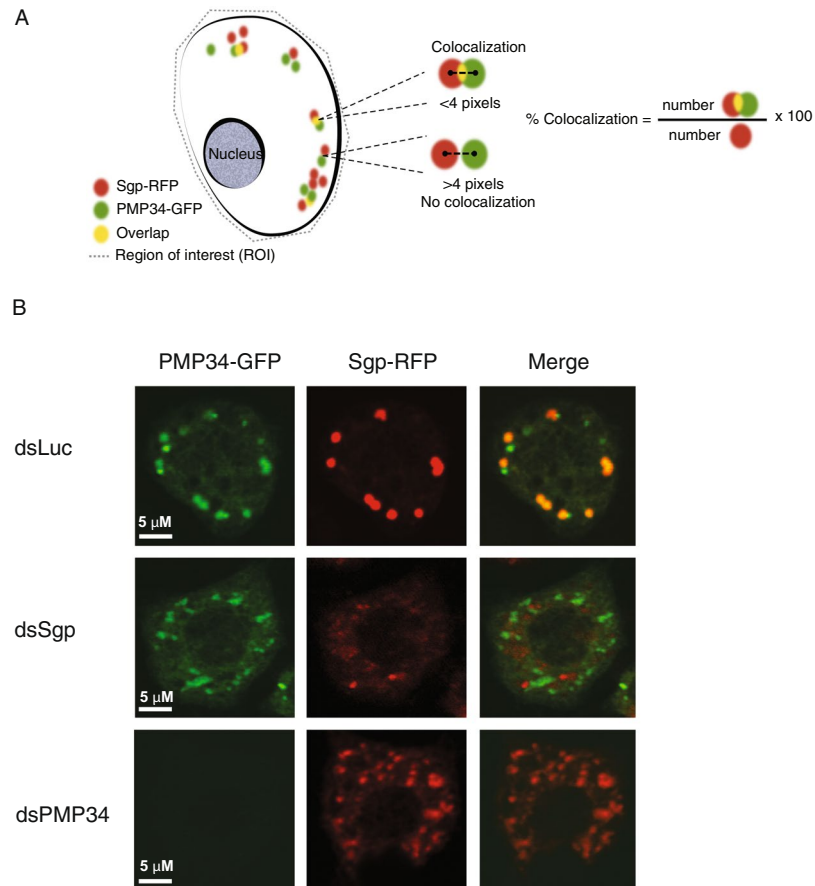 A
Colocalization
<4 pixels
>4 pixels
No colocalization
% Colocalization =
number
number
x 100
Nucleus
Sgp-RFP
PMP34-GFP
Overlap
Region of interest (ROI)
B
PMP34-GFP
Sgp-RFP
Merge
dsLuc
5 µM
dsSgp
5 µM
dsPMP34
5 µM